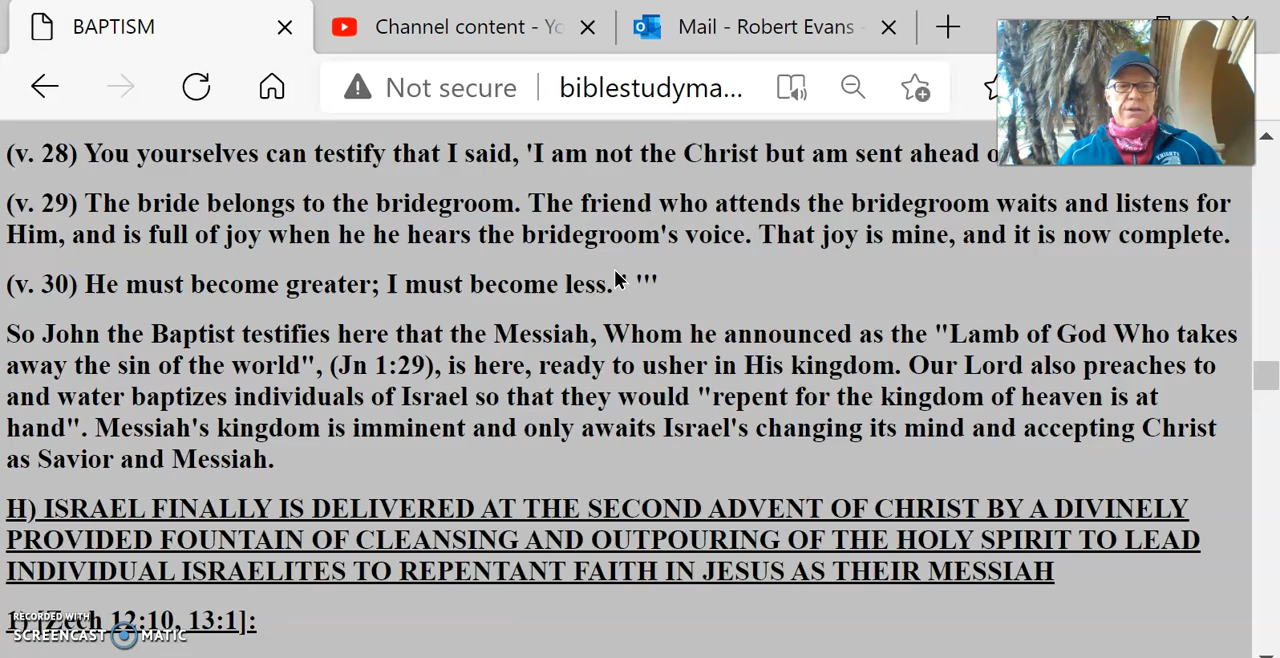 BAPTISM
Channel content - Yo
Mail - Robert Evans
Not secure
biblestudyma...
(v. 28) You yourselves can testify that I said, 'I am not the Christ but am sent ahead o
(v. 29) The bride belongs to the bridegroom. The friend who attends the bridegroom waits and listens for
Him, and is full of joy when he he hears the bridegroom's voice. That joy is mine, and it is now complete.
(v. 30) He must become greater; I must become less.' '''
So John the Baptist testifies here that the Messiah, Whom he announced as the "Lamb of God Who takes
away the sin of the world", (Jn 1:29), is here, ready to usher in His kingdom. Our Lord also preaches to
and water baptizes individuals of Israel so that they would "repent for the kingdom of heaven is at
hand". Messiah's kingdom is imminent and only awaits Israel's changing its mind and accepting Christ
as Savior and Messiah.
H) ISRAEL FINALLY IS DELIVERED AT THE SECOND ADVENT OF CHRIST BY A DIVINELY
PROVIDED FOUNTAIN OF CLEANSING AND OUTPOURING OF THE HOLY SPIRIT TO LEAD
INDIVIDUAL ISRAELITES TO REPENTANT FAITH IN JESUS AS THEIR MESSIAH
1) [Zech 12:10, 13:1]:
RECORDED WITH
SCREENCAST MATIC
KNIGHTS